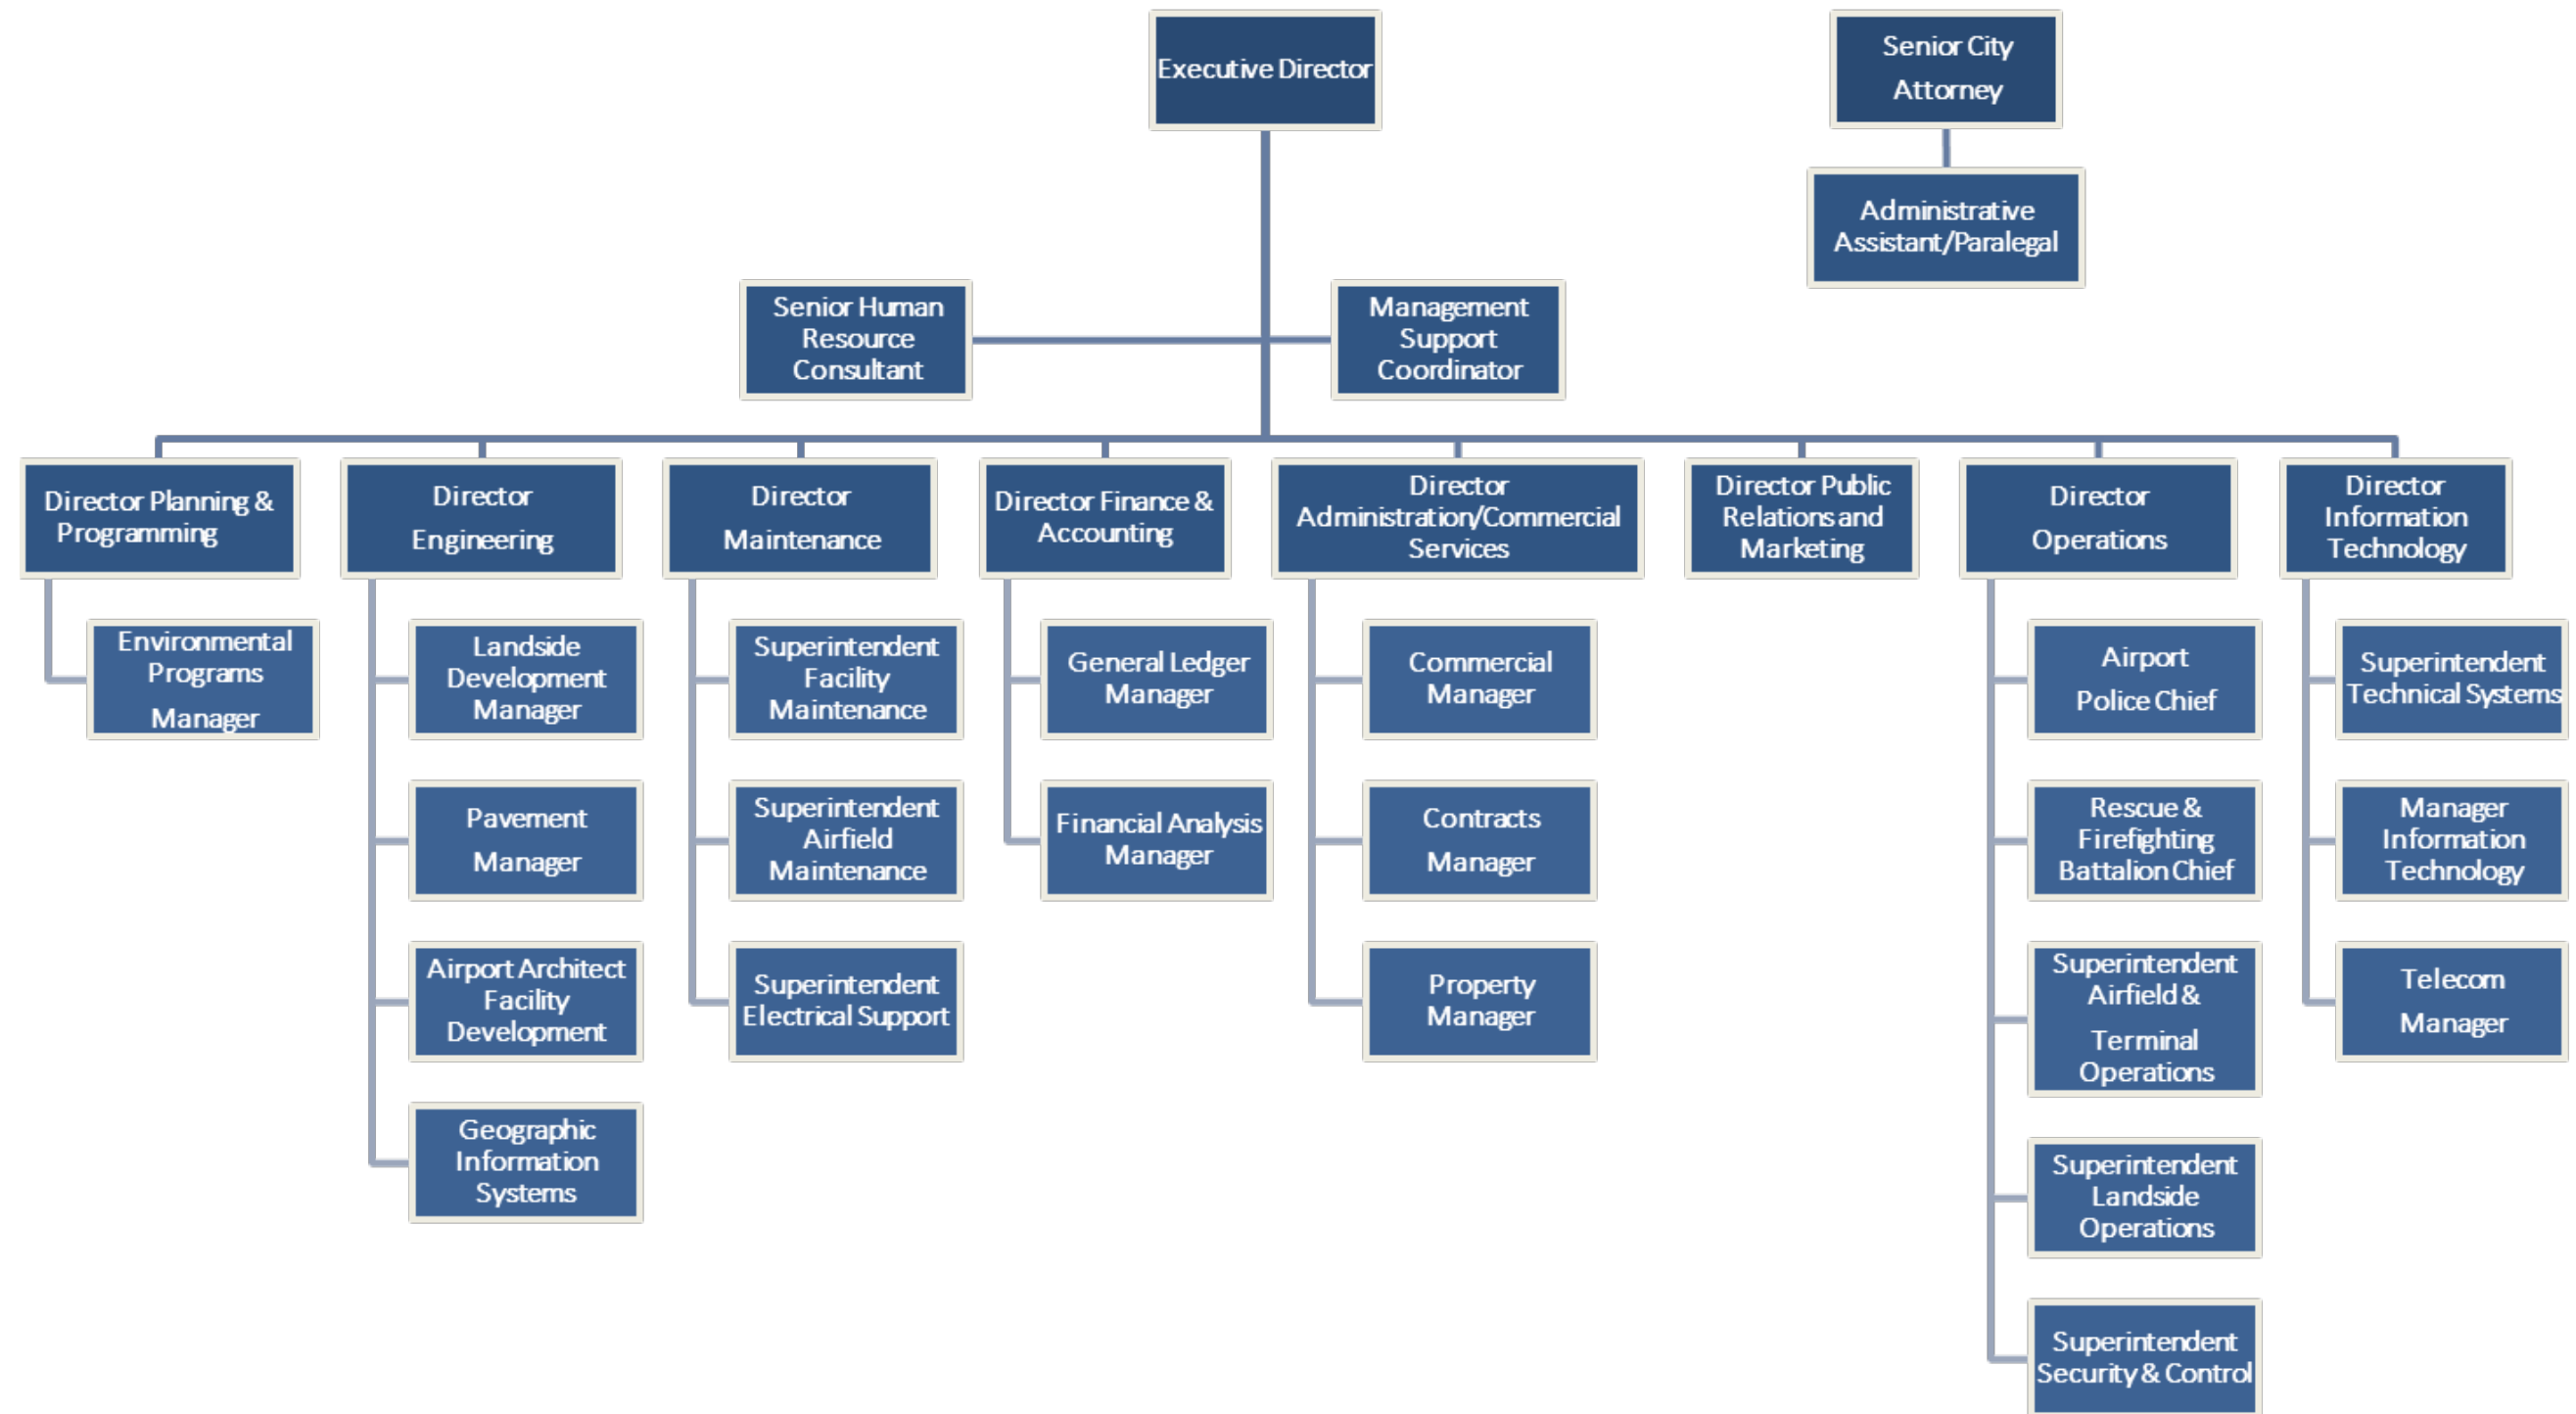 Executive Director
Senior City
Attorney
Administrative
Assistant/Paralegal
Senior Human
Resource
Consultant
Management
Support
Coordinator
Director Planning &
Programming
Director
Engineering
Director
Maintenance
Director Finance &
Accounting
Director
Administration/Commercial
Services
Director Public
Relations and
Marketing
Director
Operations
Director
Information
Technology
Environmental
Programs
Manager
Landside
Development
Manager
Pavement
Manager
Airport Architect
Facility
Development
Geographic
Information
Systems
Superintendent
Facility
Maintenance
Superintendent
Airfield
Maintenance
Superintendent
Electrical Support
General Ledger
Manager
Financial Analysis
Manager
Commercial
Manager
Contracts
Manager
Property
Manager
Airport
Police Chief
Rescue &
Firefighting
Battalion Chief
Superintendent
Airfield &
Terminal
Operations
Superintendent
Landside
Operations
Superintendent
Security & Control
Superintendent
Technical Systems
Manager
Information
Technology
Telecom
Manager